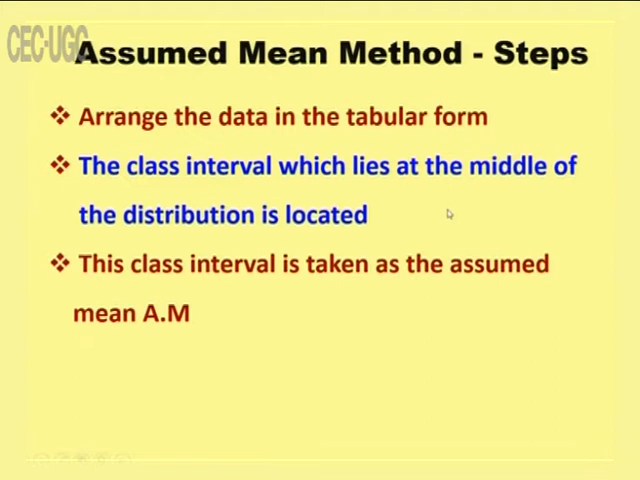 CEC-UGC
Assumed Mean Method - Steps
Arrange the data in the tabular form
The class interval which lies at the middle of
the distribution is located
This class interval is taken as the assumed
mean A.M